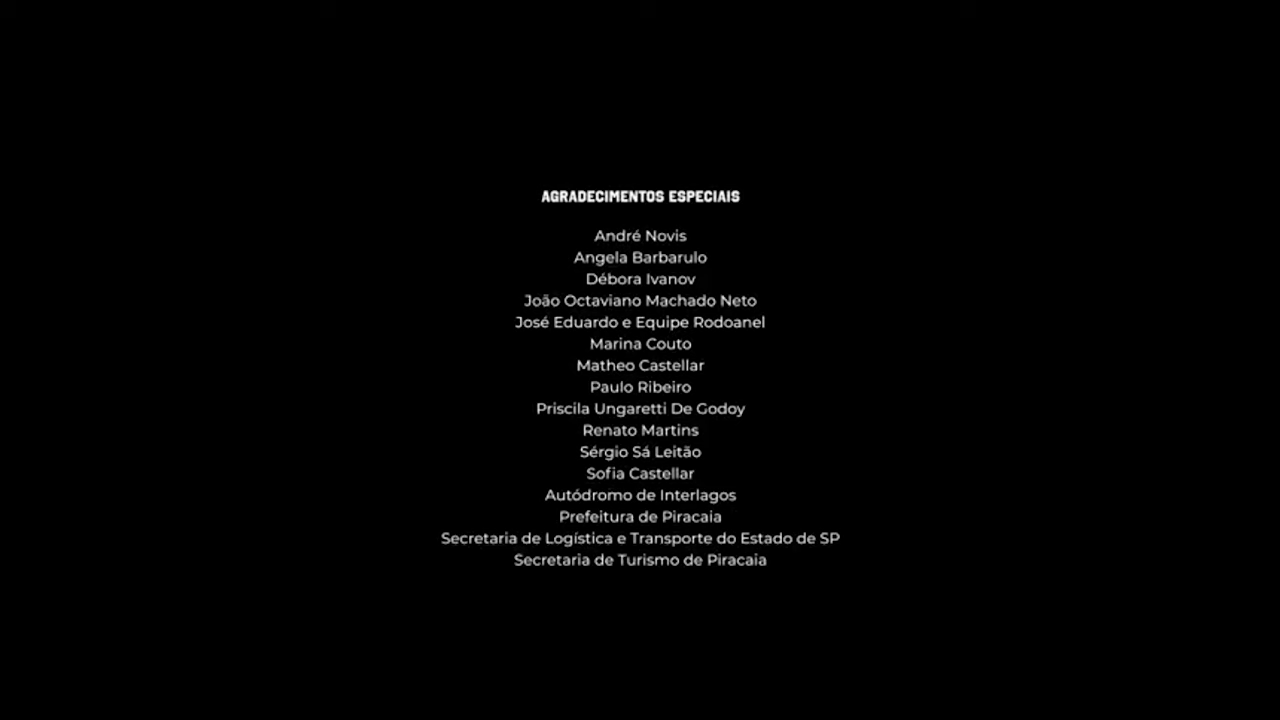 AGRADECIMENTOS ESPECIAIS
André Novis
Angela Barbarulo
Débora Ivanov
João Octaviano Machado Neto
José Eduardo e Equipe Rodoanel
Marina Couto
Matheo Castellar
Paulo Ribeiro
Priscila Ungaretti De Godoy
Renato Martins
Sérgio Sá Leitão
Sofia Castellar
Autódromo de Interlagos
Prefeitura de Piracaia
Secretaria de Logística e Transporte do Estado de SP
Secretaria de Turismo de Piracaia